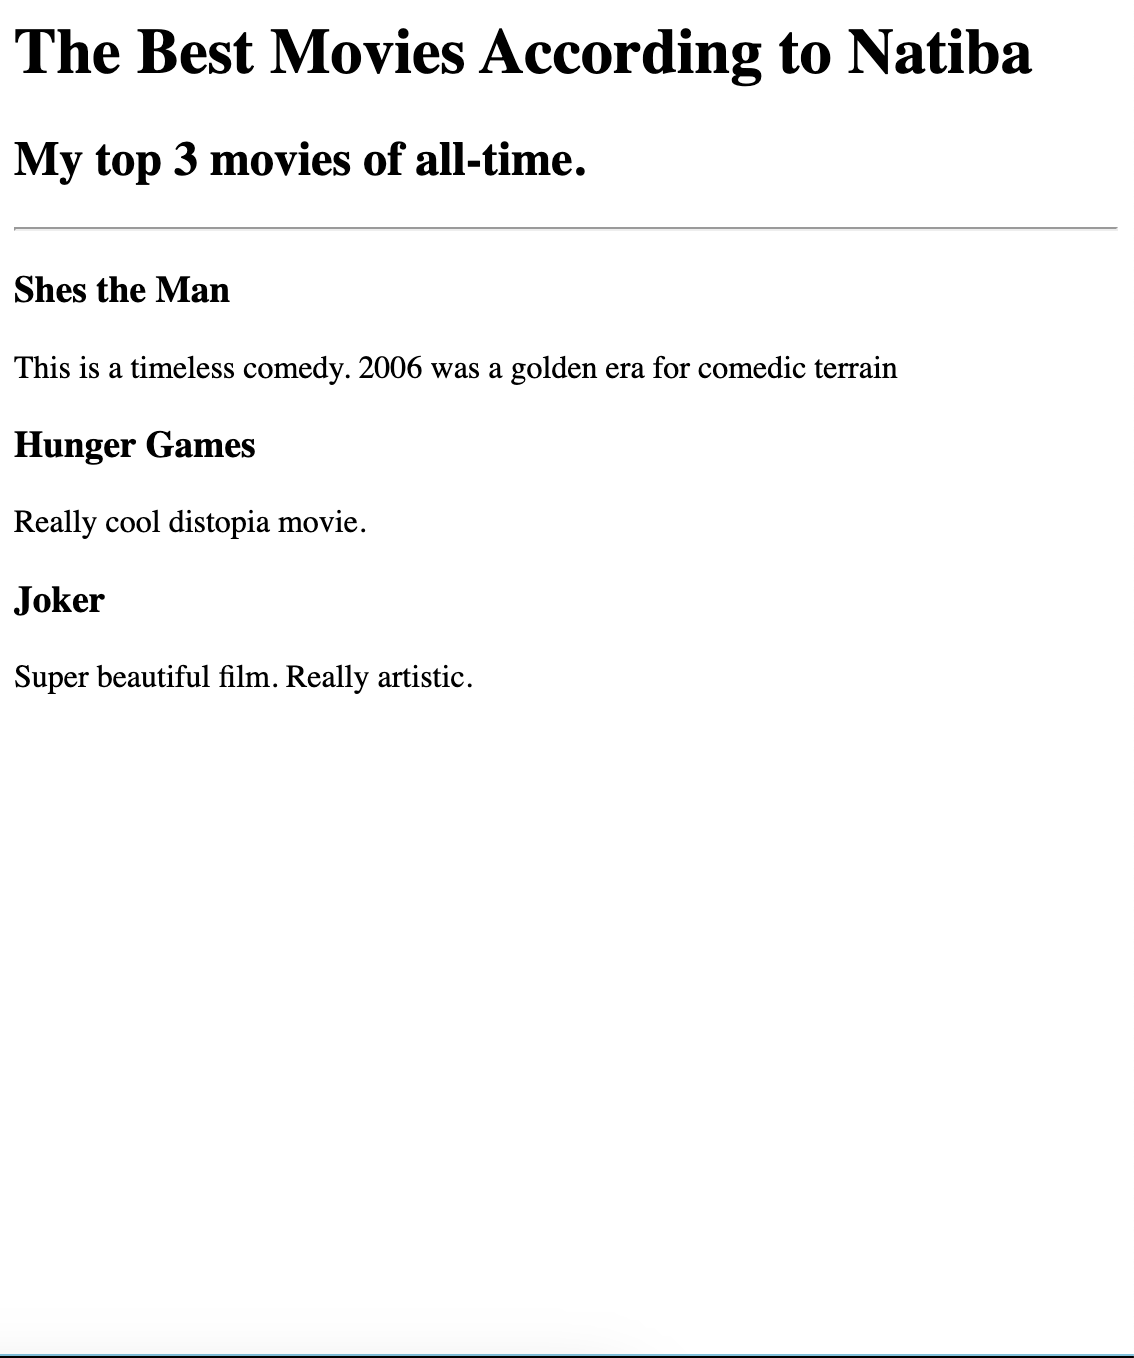 The Best Movies According to Natiba
My top 3 movies of all-time.
Shes the Man
This is a timeless comedy. 2006 was a golden era for comedic terrain
Hunger Games
Really cool distopia movie.
Joker
Super beautiful film. Really artistic.